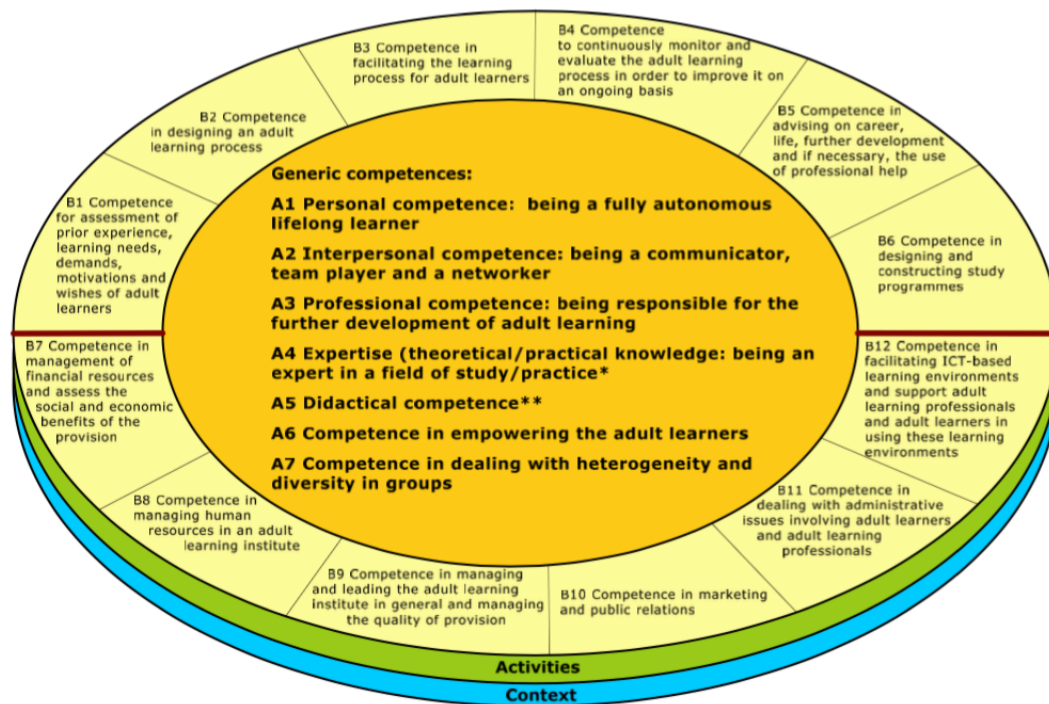 B3 Competence in
facilitating the learning
process for adult learners
B4 Competence
to continuously monitor and
evaluate the adult learning
process in order to improve it on
an ongoing basis
B2 Competence
in designing an adult
learning process
B5 Competence in
advising on career,
life, further development
and if necessary, the use
of professional help
B1 Competence
for assessment of
prior experience,
learning needs,
demands,
motivations and
wishes of adult
learners
B6 Competence in
designing and
constructing study
programmes
Generic competences:
A1 Personal competence: being a fully autonomous
lifelong learner
A2 Interpersonal competence: being a communicator,
team player and a networker
A3 Professional competence: being responsible for the
further development of adult learning
A4 Expertise (theoretical/practical knowledge: being an
expert in a field of study/practice*
A5 Didactical competence**
A6 Competence in empowering the adult learners
A7 Competence in dealing with heterogeneity and
diversity in groups
B7 Competence in
management of
financial resources
and assess the
social and economic
benefits of the
provision
B12 Competence in
facilitating ICT-based
learning environments
and support adult
learning professionals
and adult learners in
using these learning
environments
B8 Competence in
managing human
resources in an adult
learning institute
B11 Competence in
dealing with administrative
issues involving adult learners
and adult learning
professionals
B9 Competence in managing
and leading the adult learning
institute in general and managing
the quality of provision
B10 Competence in marketing
and public relations
Activities
Context